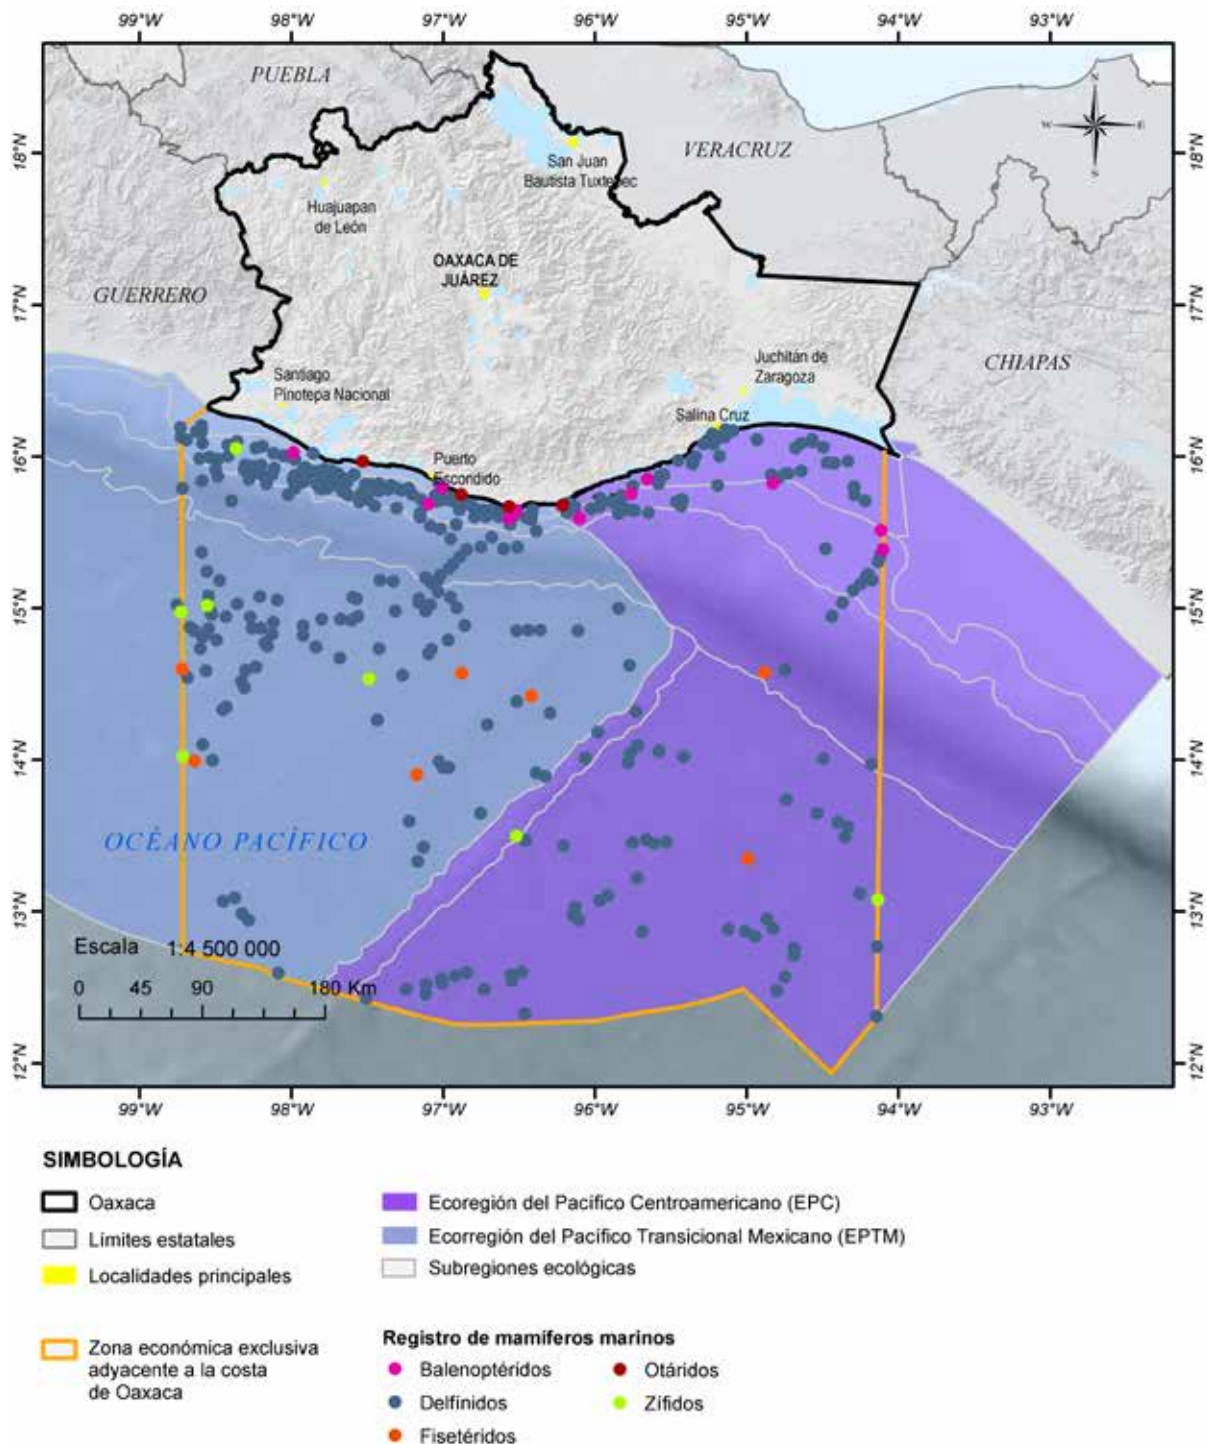 99°W 98°W 97°W 96°W 95°W 94°W 93°W
PUEBLA
N
W E
S
VERACRUZ
18°N 18°N
San Juan
Bautista Tuxtepec
Huajuapan
de León
OAXACA DE
JUÁREZ
GUERRERO
17°N 17°N
CHIAPAS
Juchitán de
Zaragoza
Santiago
Pinotepa Nacional
Salina Cruz
16°N 16°N
Puerto
Escondido
15°N 15°N
14°N 14°N
OCÉANO PACÍFICO
13°N 13°N
Escala 1:4 500 000
0 45 90 180 Km
12°N 12°N
99°W 98°W 97°W 96°W 95°W 94°W 93°W
SIMBOLOGÍA
Oaxaca
Límites estatales
Localidades principales
Zona económica exclusiva
adyacente a la costa
de Oaxaca
Ecoregión del Pacífico Centroamericano (EPC)
Ecorregión del Pacífico Transicional Mexicano (EPTM)
Subregiones ecológicas
Registro de mamíferos marinos
Balenoptéridos
Delfínidos
Fisetéridos
Otáridos
Zífidos